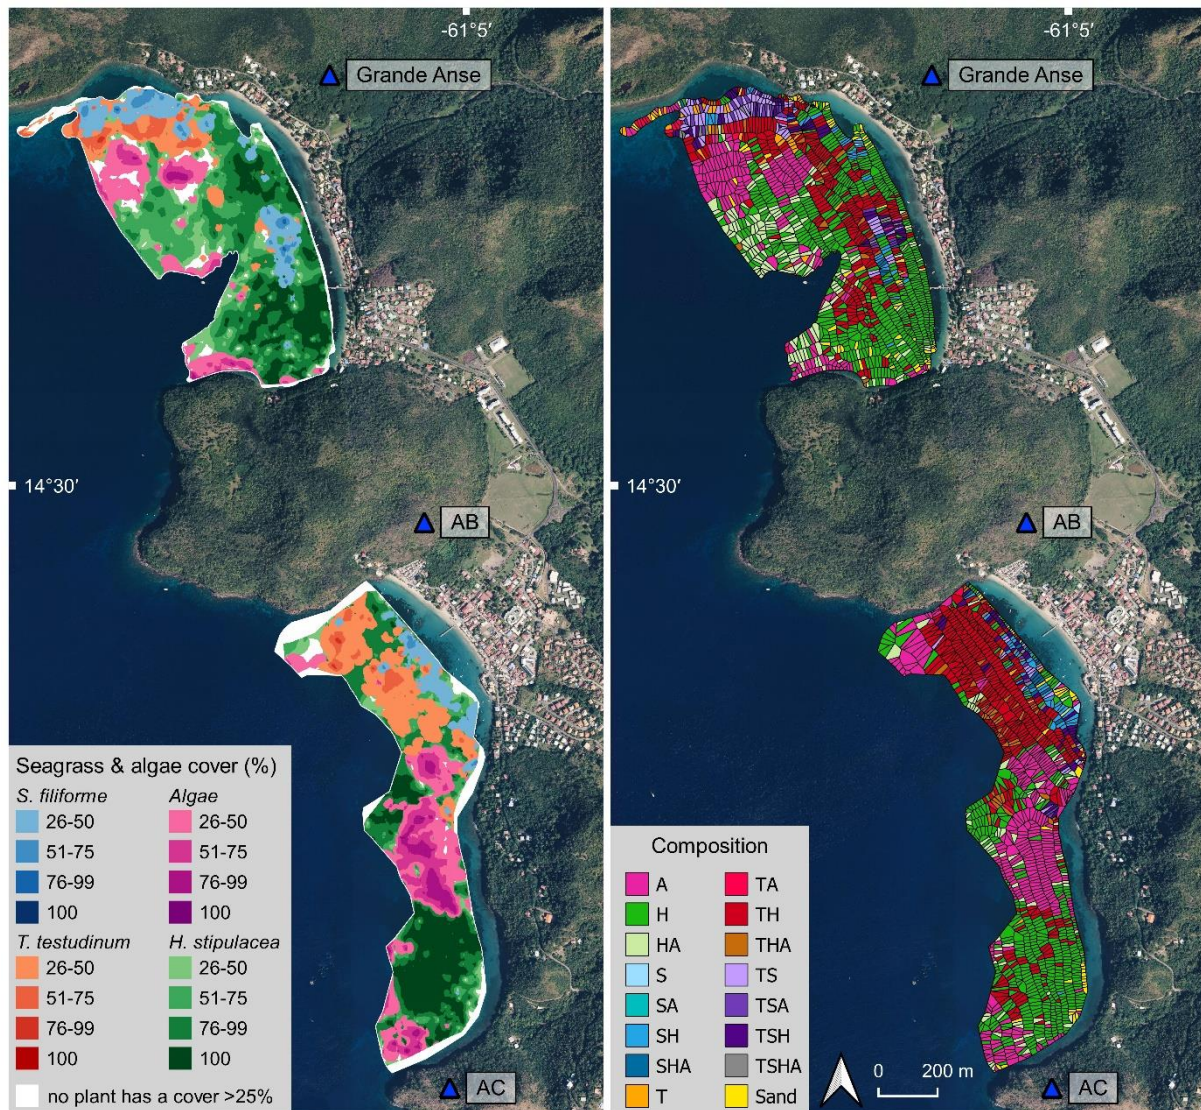 -61°5′
Grande Anse
14°30′
AB
Seagrass & algae cover (%)
S. filiforme
26-50
51-75
76-99
100
Algae
26-50
51-75
76-99
100
T. testudinum
26-50
51-75
76-99
100
H. stipulacea
26-50
51-75
76-99
100
no plant has a cover >25%
AC
-61°5′
Grande Anse
AB
Composition
A
H
HA
S
SA
SH
SHA
T
TA
TH
THA
TS
TSA
TSH
TSHA
Sand
0 200 m
AC